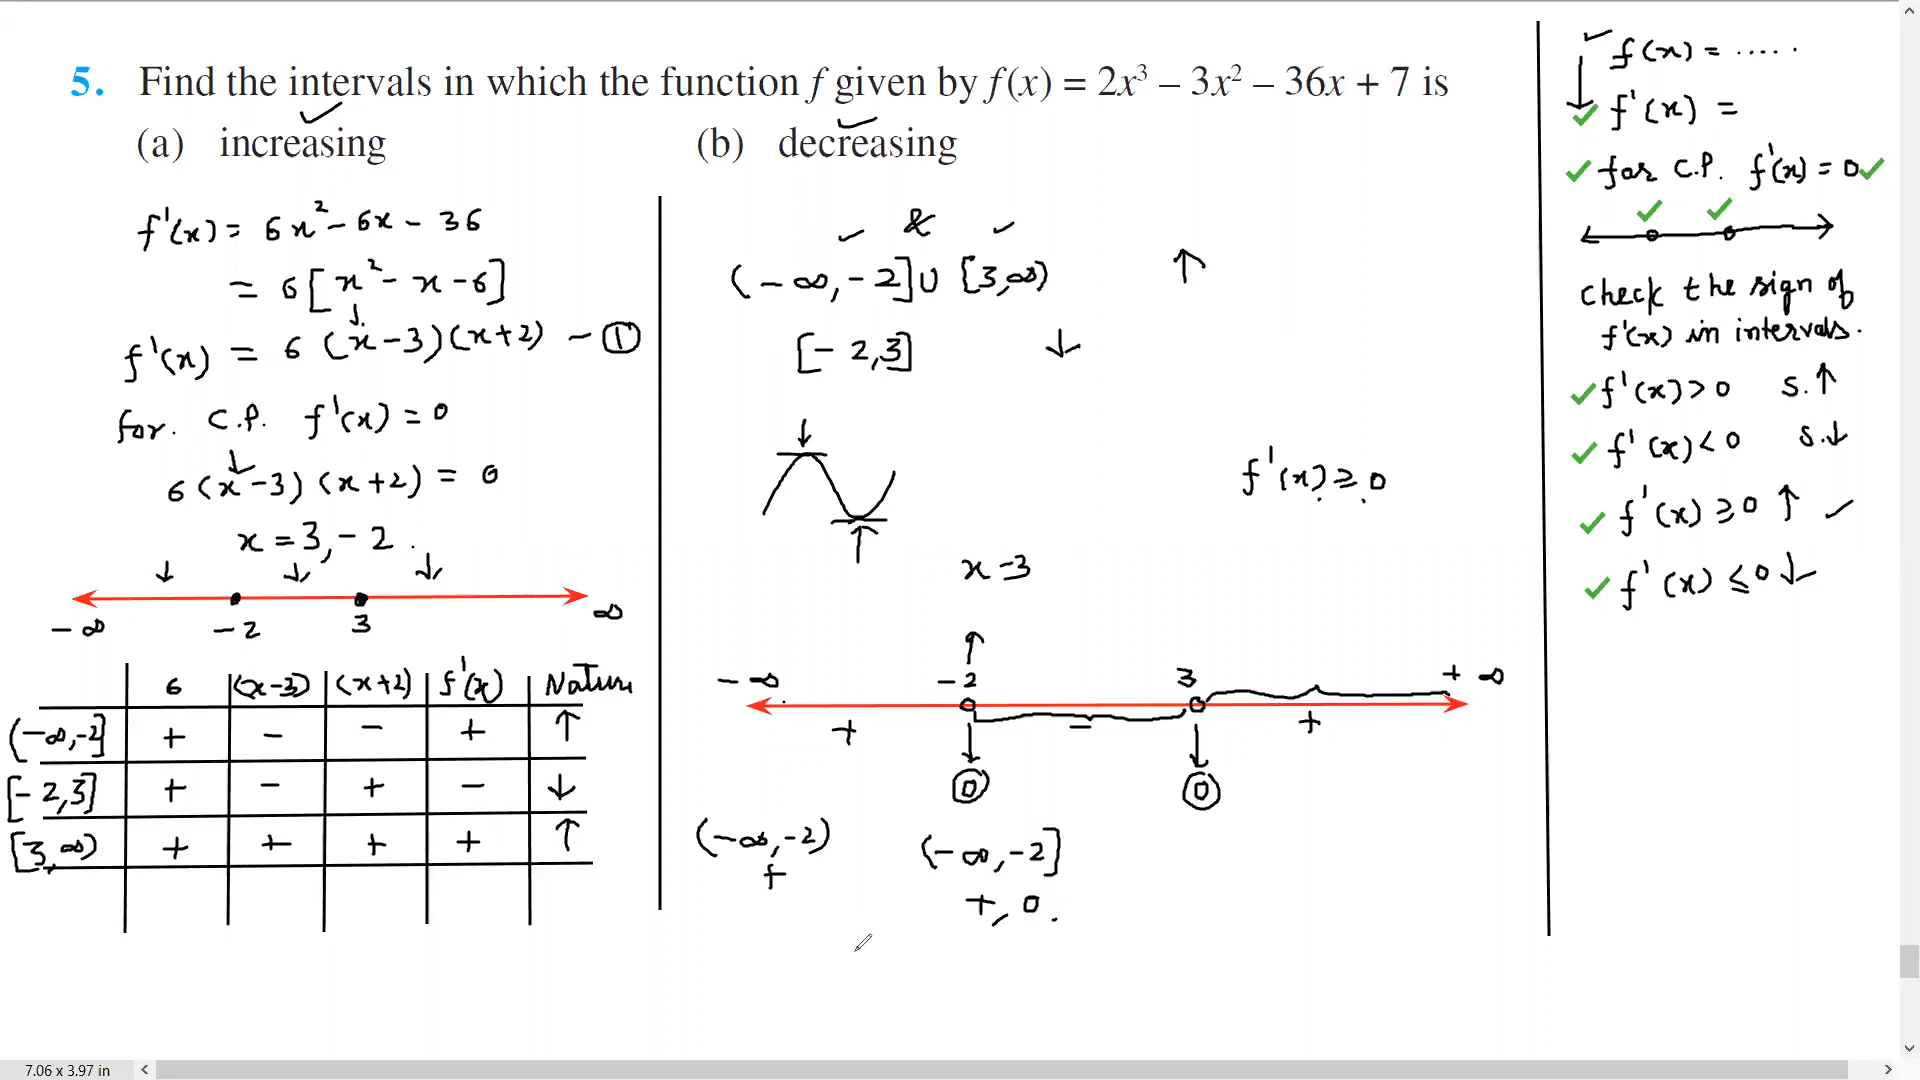 5. Find the intervals in which the function f given by f(x) = 2x³ – 3x² – 36x + 7 is
(a) increasing (b) decreasing
f'(x) = 6x² - 6x - 36
= 6[x² - x - 6]
f'(x) = 6(x-3)(x+2) - ①
for. C.P. f'(x) = 0
6(x-3)(x+2) = 0
x = 3, -2.
-∞ -2 3 ∞
6 (x-3) (x+2) f'(x) Nature
(-∞,-2] + - - + ↑
[-2,3] + - + - ↓
[3,∞) + + + + ↑
&
(-∞,-2] ∪ [3,∞) ↑
[-2,3] ↓
f'(x) ≥ 0
x-3
-∞ -2 3 +∞
+ - +
0 0
(-∞,-2) (-∞,-2]
+ +, 0.
f(x) = .....
f'(x) =
for C.P. f'(x) = 0
Check the sign of
f'(x) in intervals.
f'(x) > 0 S.↑
f'(x) < 0 S.↓
f'(x) ≥ 0 ↑
f'(x) ≤ 0 ↓
7.06 x 3.97 in